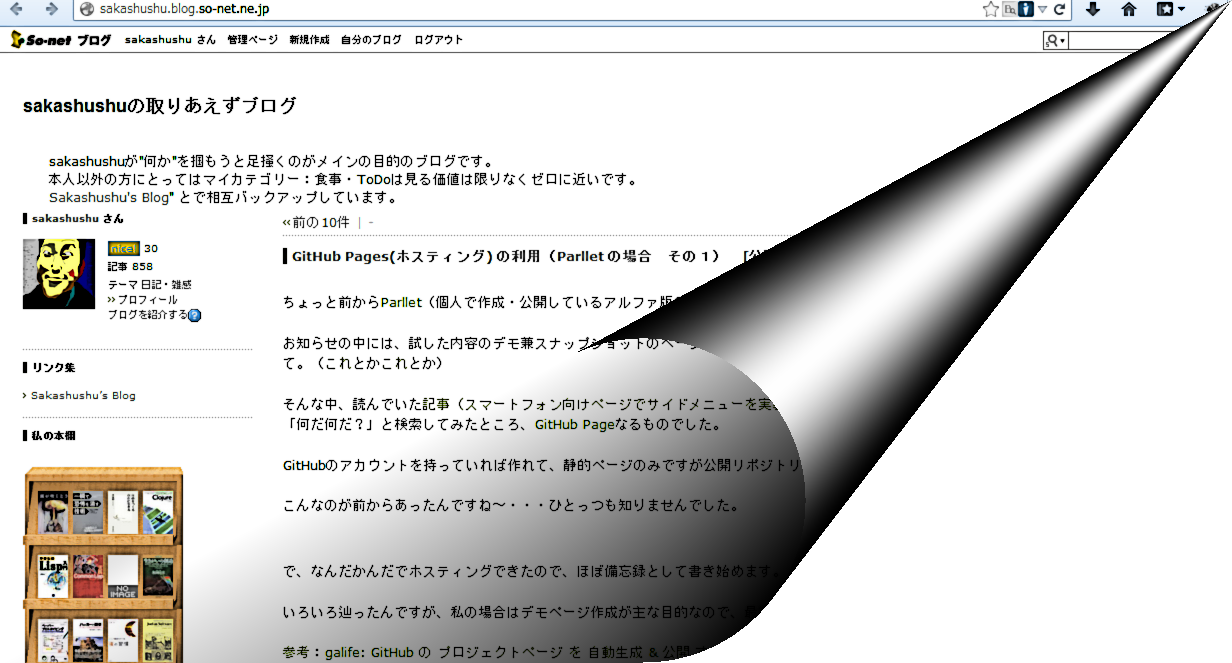 sakashushu.blog.so-net.ne.jp
So-net ブログ sakashushu さん 管理ページ 新規作成 自分のブログ ログアウト
sakashushuの取りあえずブログ
sakashushuが"何か"を掴もうと足掻くのがメインの目的のブログです。
本人以外の方にとってはマイカテゴリー：食事・ToDoは見る価値は限りなくゼロに近いです。
Sakashushu's Blog" とで相互バックアップしています。
sakashushu さん
nice! 30
記事 858
テーマ 日記・雑感
›› プロフィール
ブログを紹介する?
リンク集
› Sakashushu's Blog
私の本棚
Clojure
Lisp
NO IMAGE
‹‹ 前の 10件 | -
GitHub Pages(ホスティング)の利用（Parlletの場合 その１） [公
ちょっと前からParllet（個人で作成・公開しているアルファ版
お知らせの中には、試した内容のデモ兼スナップショットのページ
て。（これとかこれとか）
そんな中、読んでいた記事（スマートフォン向けページでサイドメニューを実
「何だ何だ？」と検索してみたところ、GitHub Pageなるものでした。
GitHubのアカウントを持っていれば作れて、静的ページのみですが公開リポジトリ
こんなのが前からあったんですね～・・・ひとっつも知りませんでした。
で、なんだかんだでホスティングできたので、ほぼ備忘録として書き始めます。
いろいろ辿ったんですが、私の場合はデモページ作成が主な目的なので、
参考：galife: GitHub の プロジェクトページ を 自動生成 & 公開